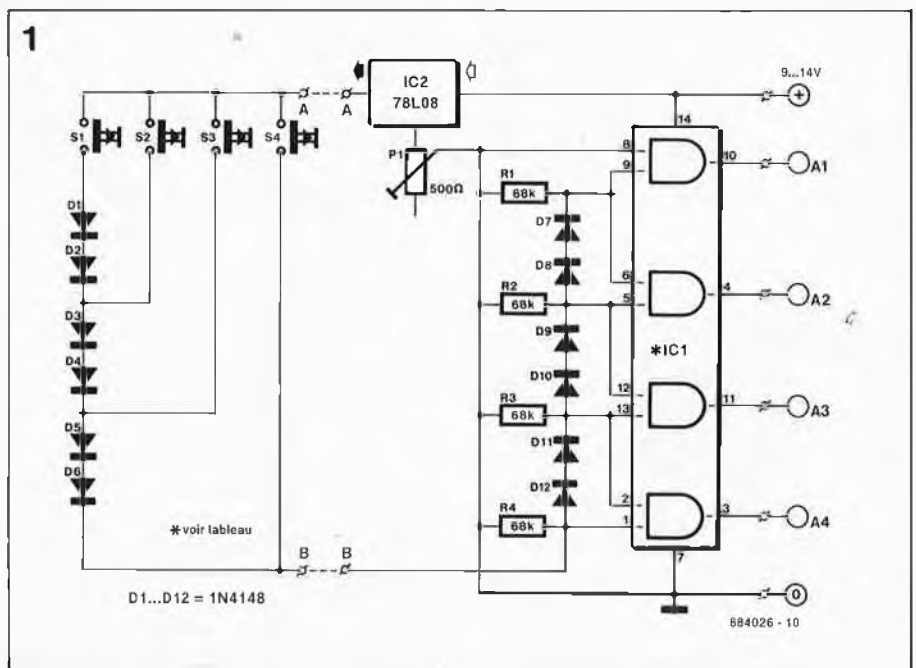 1
IC2
78L08
9...14V
+
A
A
S1
S2
S3
S4
P1
500Ω
14
8
9
10
A1
R1
68k
D1
D7
D2
D8
6
5
4
A2
R2
68k
D3
D9
*IC1
D4
D10
12
13
11
A3
R3
68k
D5
D11
D6
D12
2
1
3
A4
R4
68k
*voir tableau
B
B
7
0
D1...D12 = 1N4148
884026 - 10